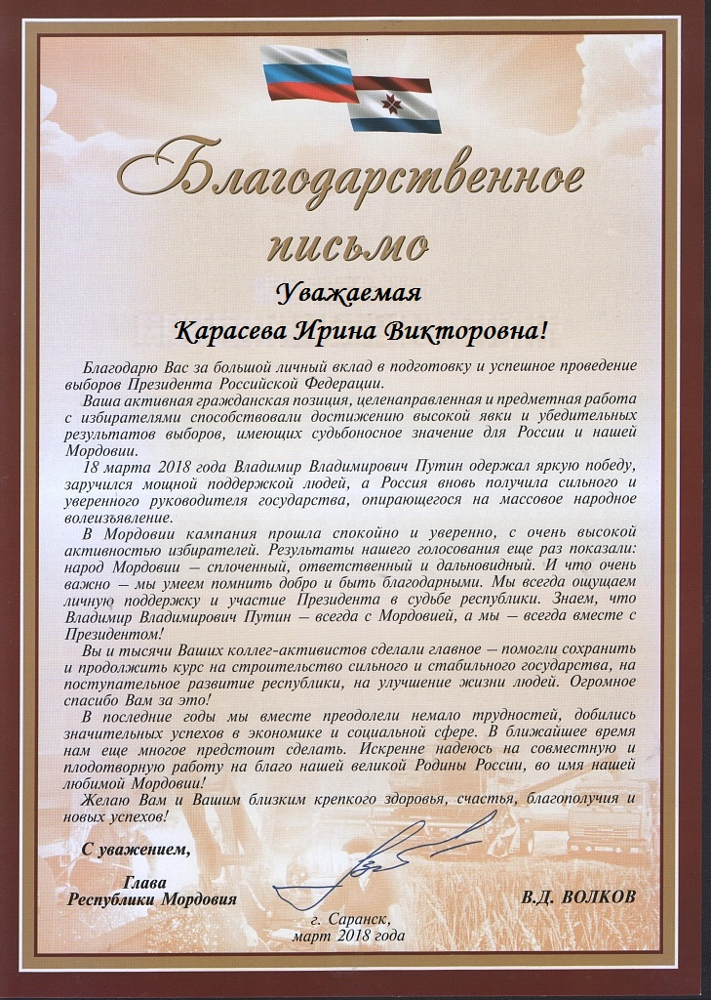 Благодарственное
письмо
Уважаемая
Карасева Ирина Викторовна!
Благодарю Вас за большой личный вклад в подготовку и успешное проведение
выборов Президента Российской Федерации.
Ваша активная гражданская позиция, целенаправленная и предметная работа
с избирателями способствовали достижению высокой явки и убедительных
результатов выборов, имеющих судьбоносное значение для России и нашей
Мордовии.
18 марта 2018 года Владимир Владимирович Путин одержал яркую победу,
заручился мощной поддержкой людей, а Россия вновь получила сильного и
уверенного руководителя государства, опирающегося на массовое народное
волеизъявление.
В Мордовии кампания прошла спокойно и уверенно, с очень высокой
активностью избирателей. Результаты нашего голосования еще раз показали:
народ Мордовии – сплоченный, ответственный и дальновидный. И что очень
важно – мы умеем помнить добро и быть благодарными. Мы всегда ощущаем
личную поддержку и участие Президента в судьбе республики. Знаем, что
Владимир Владимирович Путин – всегда с Мордовией, а мы – всегда вместе с
Президентом!
Вы и тысячи Ваших коллег-активистов сделали главное – помогли сохранить
и продолжить курс на строительство сильного и стабильного государства, на
поступательное развитие республики, на улучшение жизни людей. Огромное
спасибо Вам за это!
В последние годы мы вместе преодолели немало трудностей, добились
значительных успехов в экономике и социальной сфере. В ближайшее время
нам еще многое предстоит сделать. Искренне надеюсь на совместную и
плодотворную работу на благо нашей великой Родины России, во имя нашей
любимой Мордовии!
Желаю Вам и Вашим близким крепкого здоровья, счастья, благополучия и
новых успехов!
С уважением,
Глава
Республики Мордовия
В.Д. ВОЛКОВ
г. Саранск,
март 2018 года